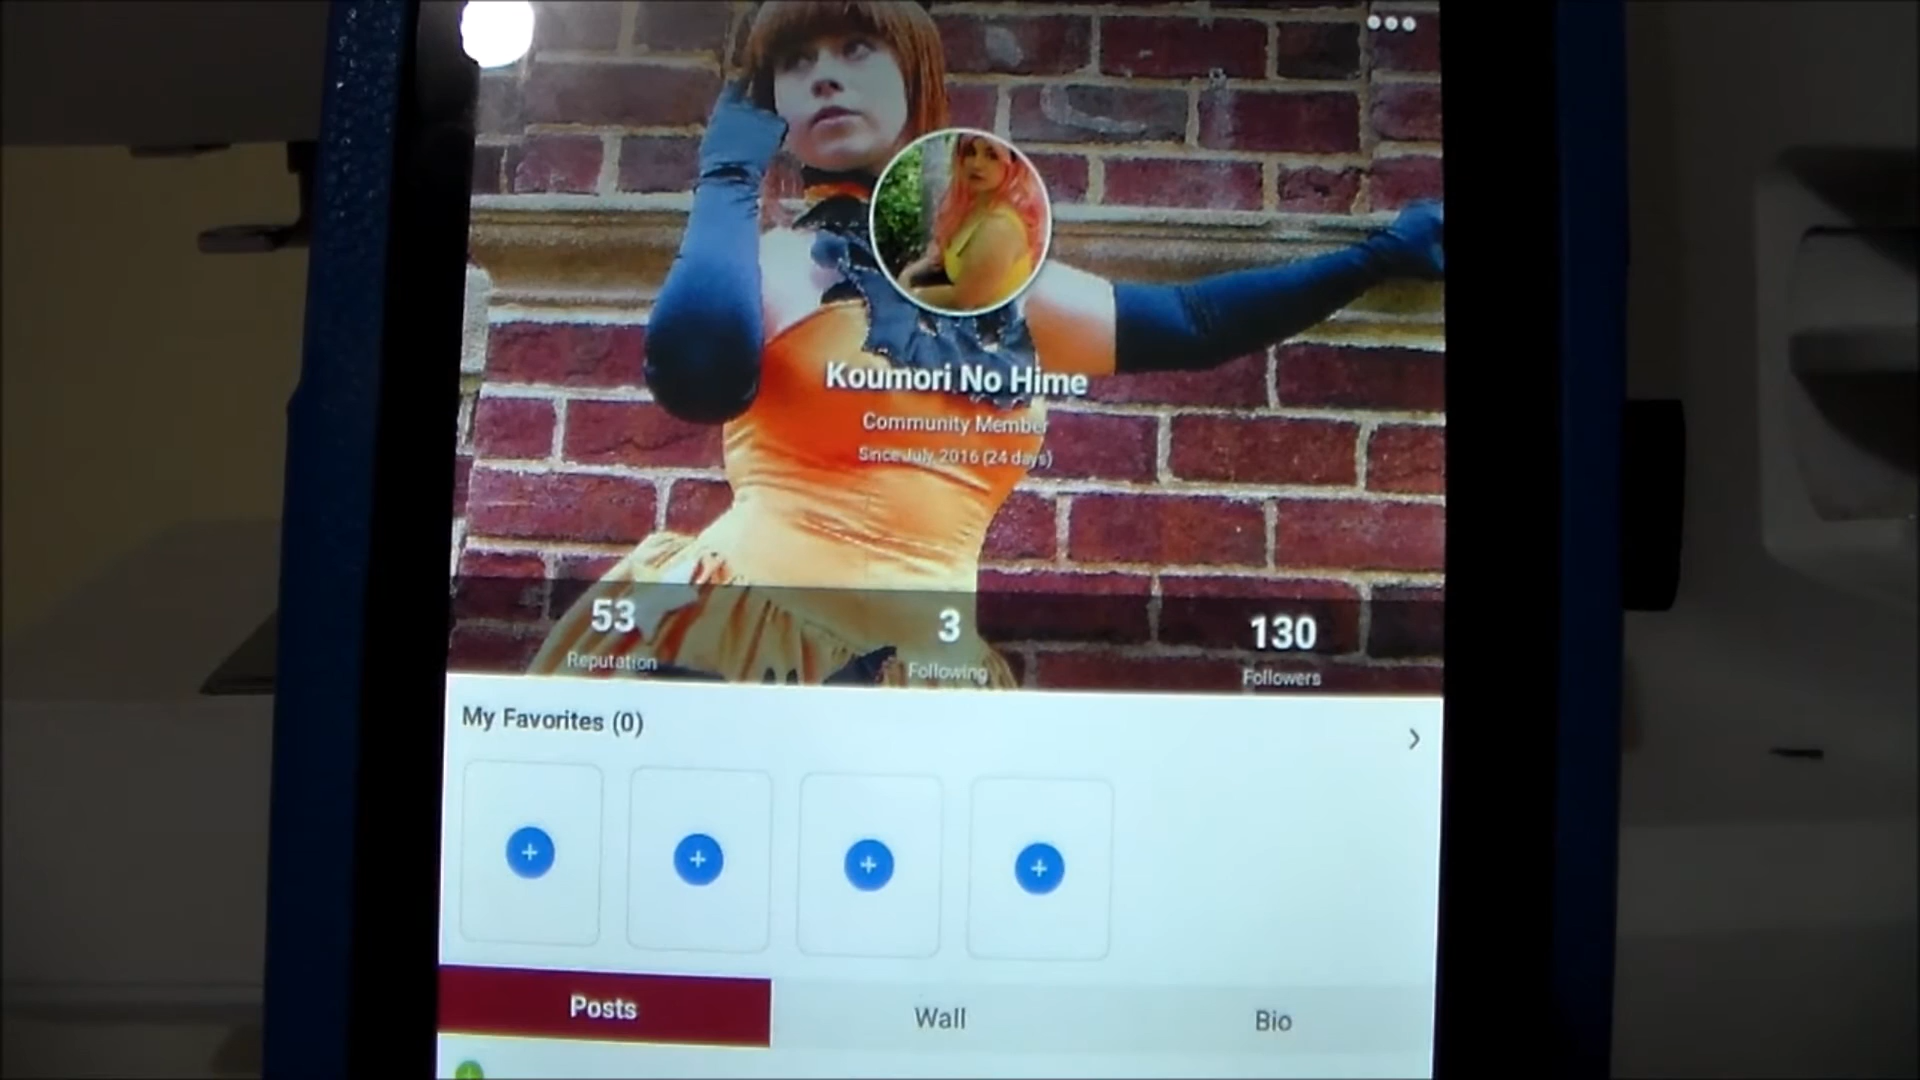 Koumori No Hime
Community Member
Since July 2016 (24 days)
53
Reputation
3
Following
130
Followers
My Favorites (0)
Posts
Wall
Bio